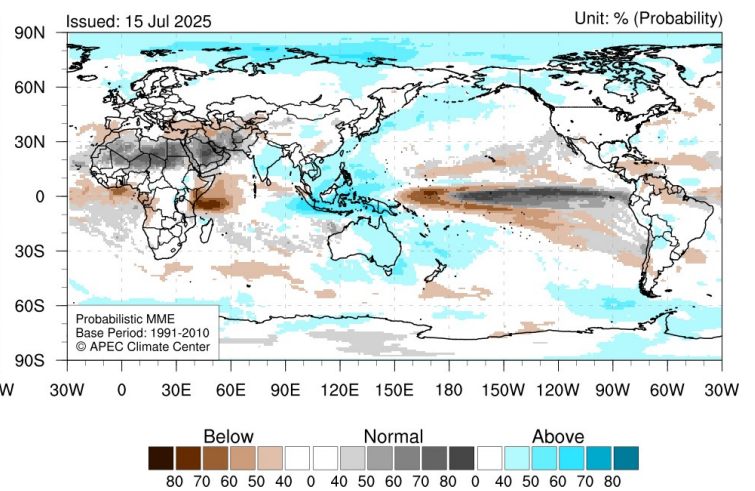 Issued: 15 Jul 2025
Unit: % (Probability)
90N
60N
30N
0
30S
60S
90S
Probabilistic MME
Base Period: 1991-2010
© APEC Climate Center
W
30W 0 30E 60E 90E 120E 150E 180 150W 120W 90W 60W 30W
Below Normal Above
80 70 60 50 40 0 0 40 50 60 70 80 0 40 50 60 70 80